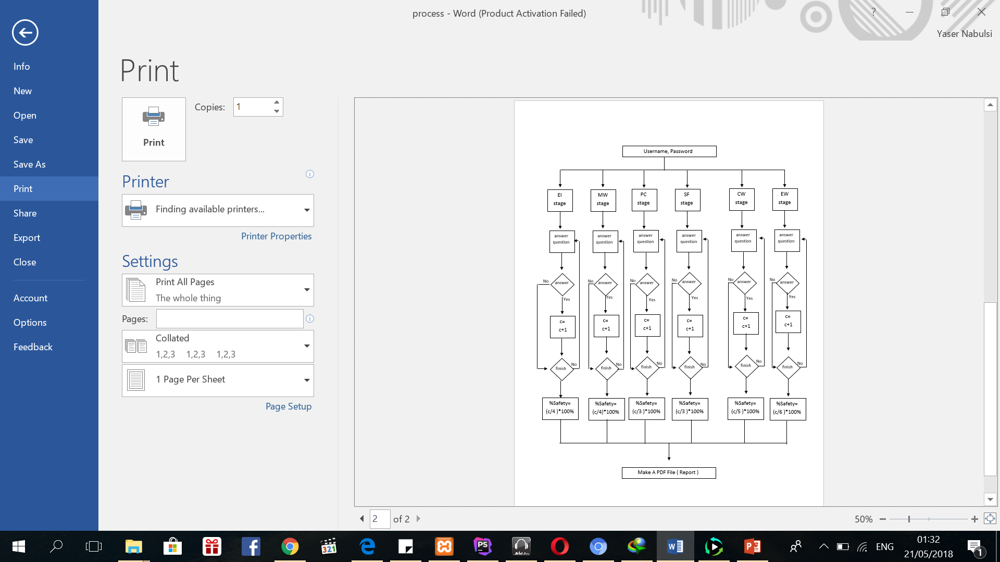 process - Word (Product Activation Failed)
?
Yaser Nabulsi
Info
New
Open
Save
Save As
Print
Share
Export
Close
Account
Options
Feedback
Print
Print
Copies: 1
Printer
Finding available printers...
Printer Properties
Settings
Print All Pages
The whole thing
Pages:
Collated
1,2,3 1,2,3 1,2,3
1 Page Per Sheet
Page Setup
Username, Password
EI
stage
MW
stage
PC
stage
SF
stage
CW
stage
EW
stage
answer
question
answer
question
answer
question
answer
question
answer
question
answer
question
No answer Yes
No answer Yes
No answer Yes
No answer Yes
No answer Yes
No answer Yes
c=
c+1
c=
c+1
c=
c+1
c=
c+1
c=
c+1
c=
c+1
finish No
finish No
finish No
finish No
finish No
finish No
%Safety=
(c/4 )*100%
%Safety=
(c/4)*100%
%Safety=
(c/3 )*100%
%Safety=
(c/3 )*100%
%Safety=
(c/5 )*100%
%Safety=
(c/6 )*100%
Make A PDF File ( Report )
2 of 2
50%
321
PS
ENG
01:32
21/05/2018
1